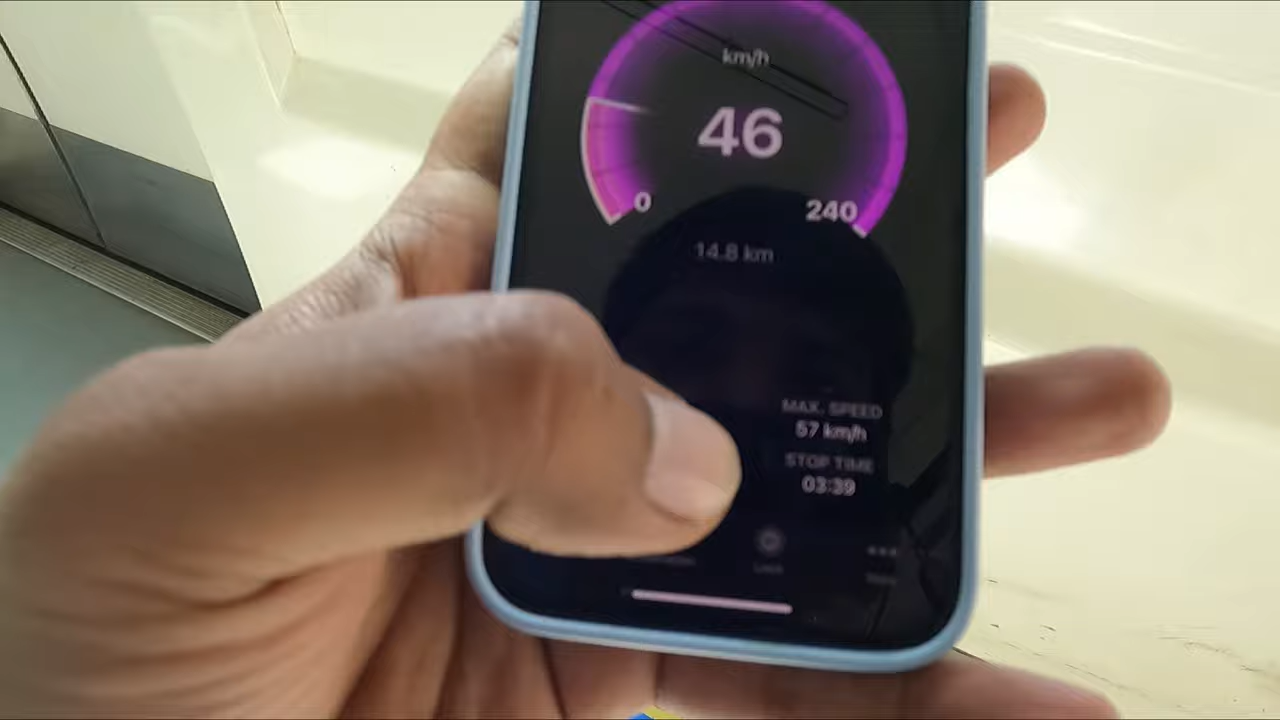 km/h
46
0
240
14.8 km
MAX. SPEED
57 km/h
STOP TIME
03:39